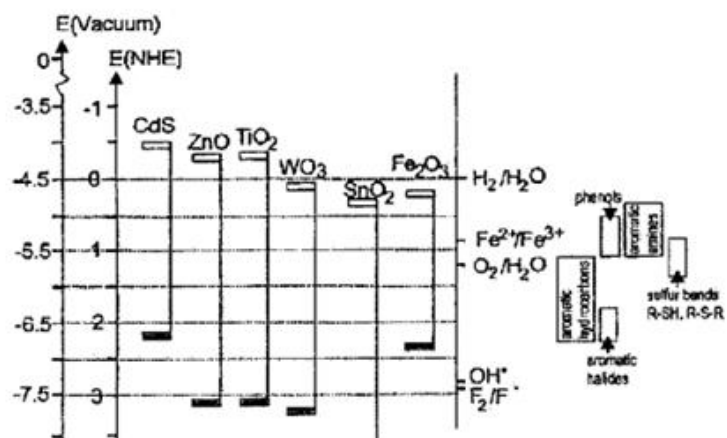 E(Vacuum)
E(NHE)
0
-3.5
-1
CdS
ZnO
TiO₂
WO₃
SnO₂
Fe₂O₃
-4.5
0
H₂/H₂O
-5.5
1
Fe²⁺/Fe³⁺
O₂/H₂O
-6.5
2
-7.5
3
OH•
F₂/F⁻
phenols
aromatic
amines
aromatic
hydrocarbons
sulfur bends
R-SH, R-S-R
aromatic
halides